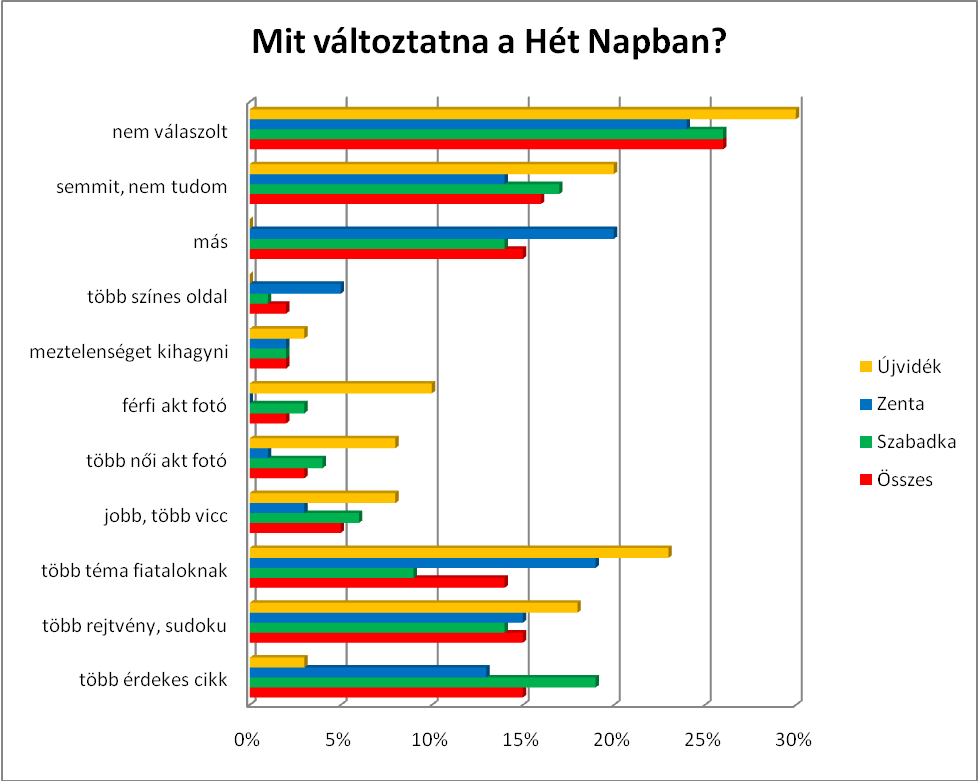 Mit változtatna a Hét Napban?
nem válaszolt
semmit, nem tudom
más
több színes oldal
meztelenséget kihagyni
férfi akt fotó
több női akt fotó
jobb, több vicc
több téma fiataloknak
több rejtvény, sudoku
több érdekes cikk
0% 5% 10% 15% 20% 25% 30%
Újvidék
Zenta
Szabadka
Összes